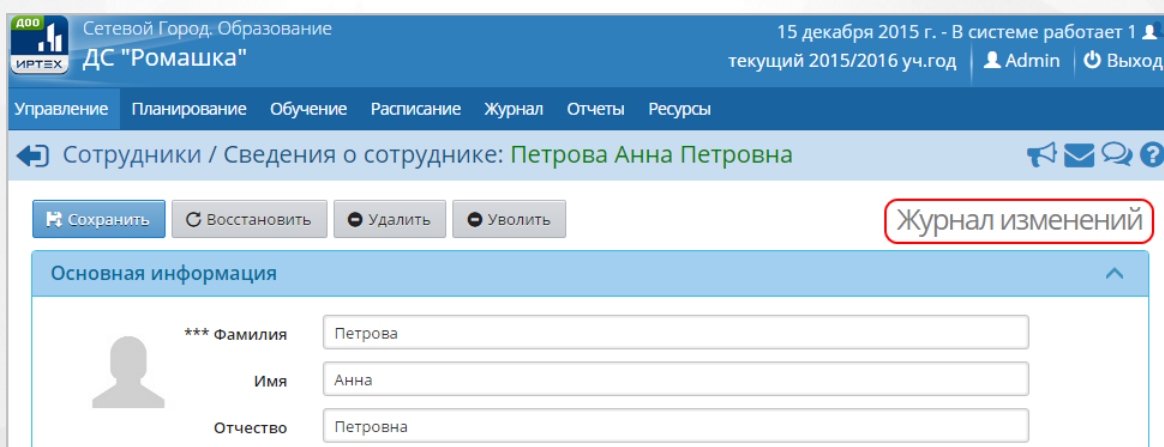 ДОО
ИРТЕХ
Сетевой Город. Образование
ДС "Ромашка"
15 декабря 2015 г. - В системе работает 1
текущий 2015/2016 уч.год Admin Выход
Управление Планирование Обучение Расписание Журнал Отчеты Ресурсы
Сотрудники / Сведения о сотруднике: Петрова Анна Петровна
Сохранить Восстановить Удалить Уволить Журнал изменений
Основная информация
*** Фамилия Петрова
Имя Анна
Отчество Петровна